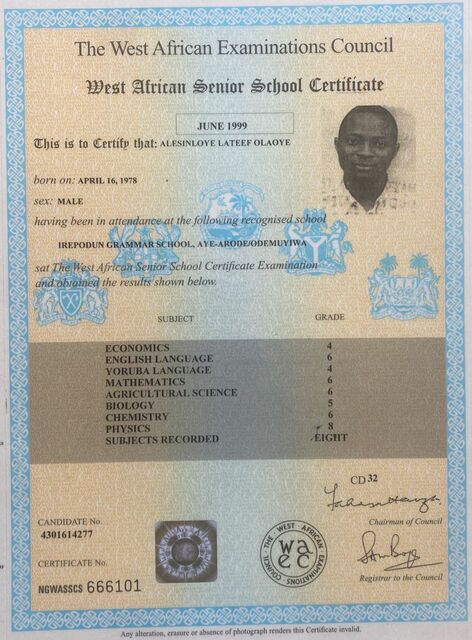 The West African Examinations Council
West African Senior School Certificate
JUNE 1999
This is to Certify that: ALESINLOYE LATEEF OLAOYE
born on: APRIL 16, 1978
sex: MALE
having been in attendance at the following recognised school
IREPODUN GRAMMAR SCHOOL, AYE-ARODE/ODEMUYIWA
sat The West African Senior School Certificate Examination
and obtained the results shown below.
SUBJECT GRADE
ECONOMICS 4
ENGLISH LANGUAGE 6
YORUBA LANGUAGE 4
MATHEMATICS 6
AGRICULTURAL SCIENCE 6
BIOLOGY 5
CHEMISTRY 6
PHYSICS 8
SUBJECTS RECORDED EIGHT
CD 32
Chairman of Council
CANDIDATE No.
4301614277
THE WEST AFRICAN EXAMINATIONS COUNCIL
wa
ec
CERTIFICATE No.
NGWASSCS 666101
Registrar to the Council
Any alteration, erasure or absence of photograph renders this Certificate invalid.